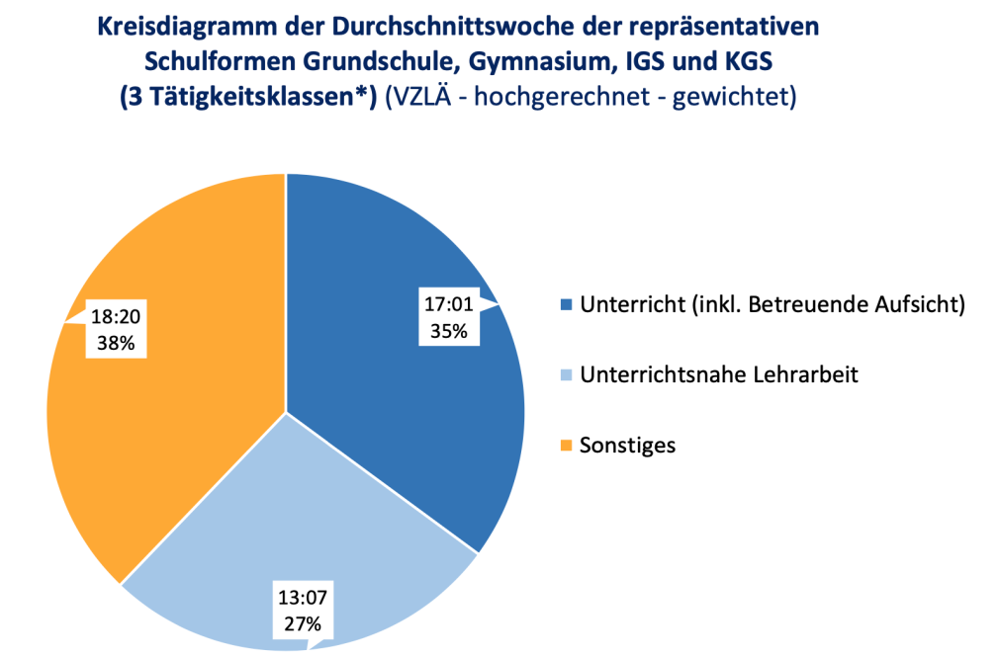 Kreisdiagramm der Durchschnittswoche der repräsentativen
Schulformen Grundschule, Gymnasium, IGS und KGS
(3 Tätigkeitsklassen*) (VZLÄ - hochgerechnet - gewichtet)
18:20
38%
17:01
35%
13:07
27%
Unterricht (inkl. Betreuende Aufsicht)
Unterrichtsnahe Lehrarbeit
Sonstiges